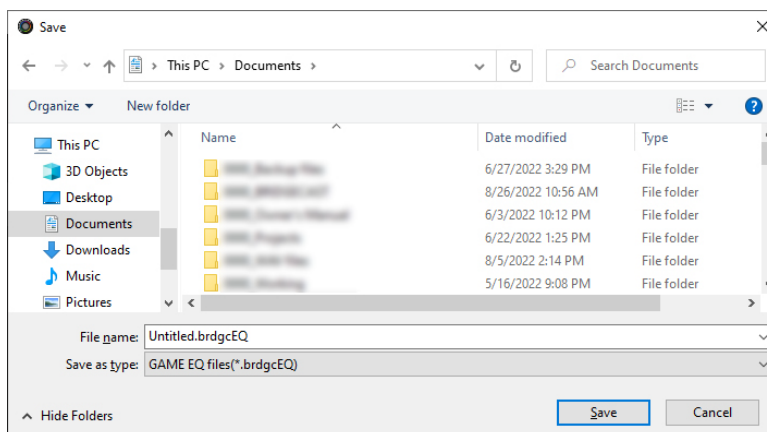 Save
This PC > Documents >
Search Documents
Organize
New folder
Name
Date modified
Type
This PC
3D Objects
Desktop
Documents
Downloads
Music
Pictures
6/27/2022 3:29 PM File folder
8/26/2022 10:56 AM File folder
6/3/2022 10:12 PM File folder
6/22/2022 1:25 PM File folder
8/5/2022 2:14 PM File folder
5/16/2022 9:08 PM File folder
File name: Untitled.brdgcEQ
Save as type: GAME EQ files(*.brdgcEQ)
Hide Folders
Save
Cancel